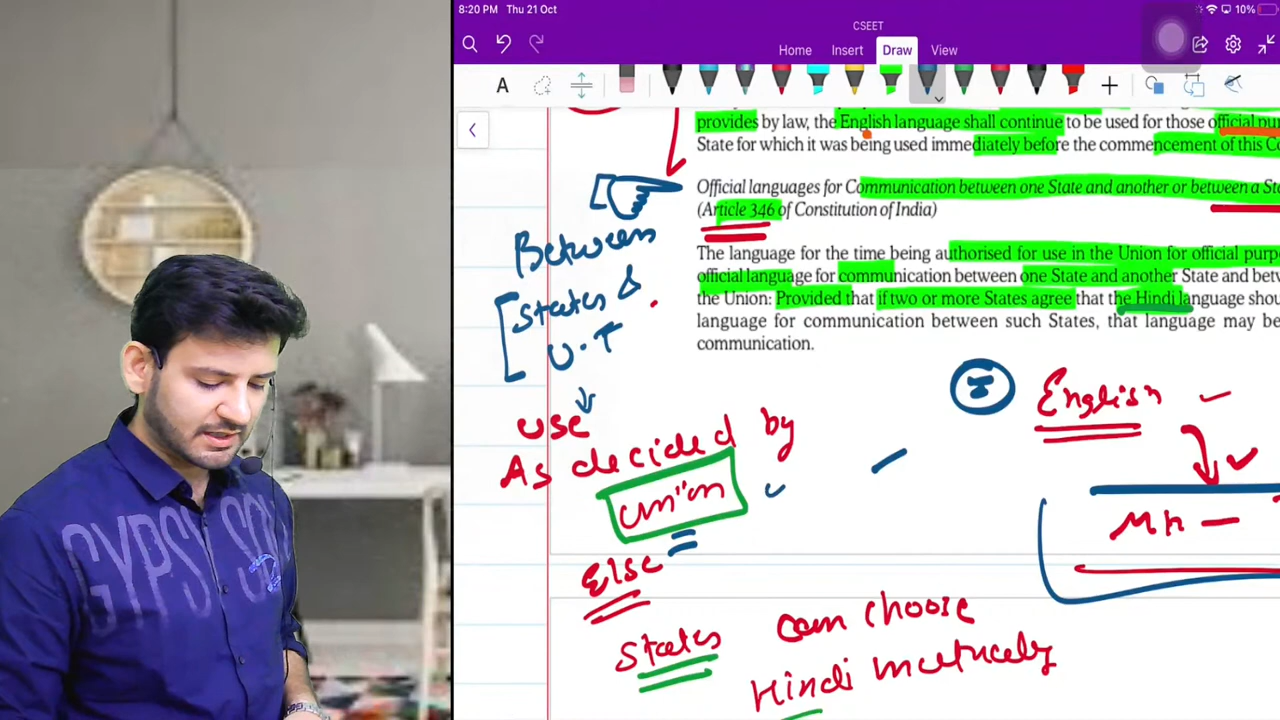 8:20 PM Thu 21 Oct
10%
CSEET
Home Insert Draw View
A
provides by law, the English language shall continue to be used for those official pur
State for which it was being used immediately before the commencement of this Co
Official languages for Communication between one State and another or between a Sta
(Article 346 of Constitution of India)
The language for the time being authorised for use in the Union for official purpo
official language for communication between one State and another State and betw
the Union: Provided that if two or more States agree that the Hindi language shou
language for communication between such States, that language may be
communication.
Between
States &
U.T
use
As decided by
union
Else
States can choose
Hindi mutually
English -
MH -
GYPSY SO